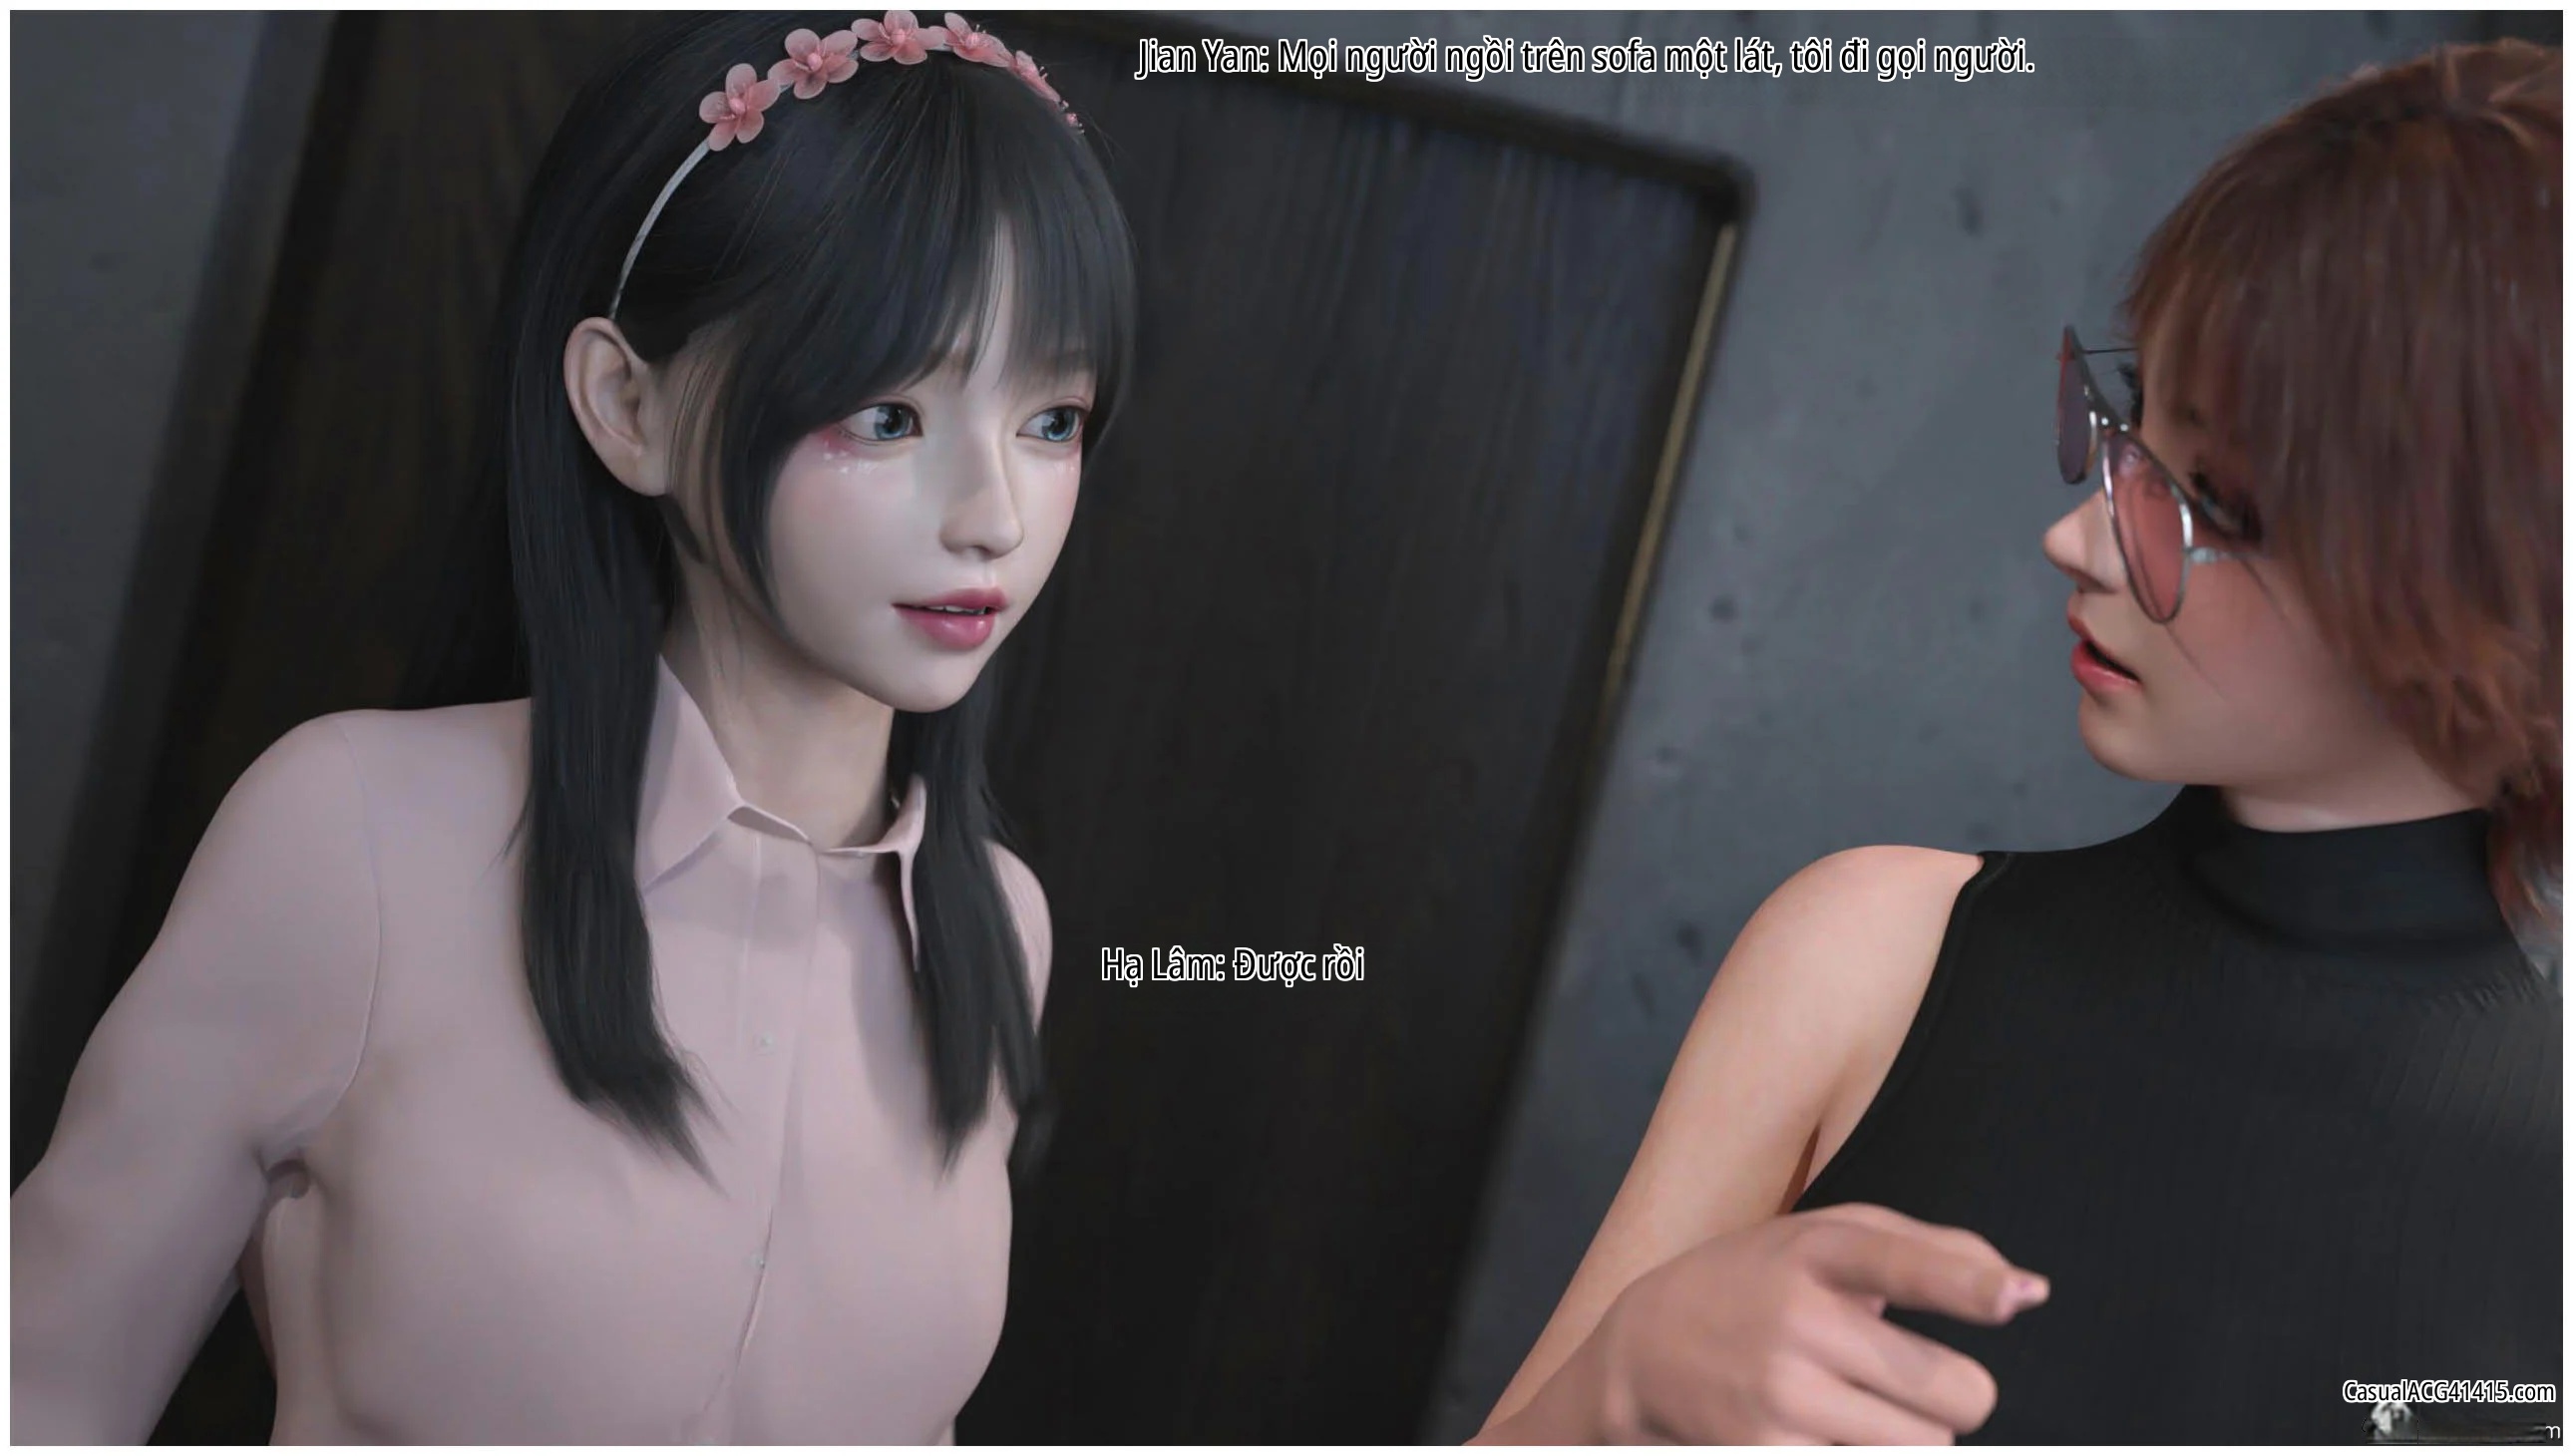 Jian Yan: Mọi người ngồi trên sofa một lát, tôi đi gọi người.
Hạ Lâm: Được rồi
CasualACG41415.com
m